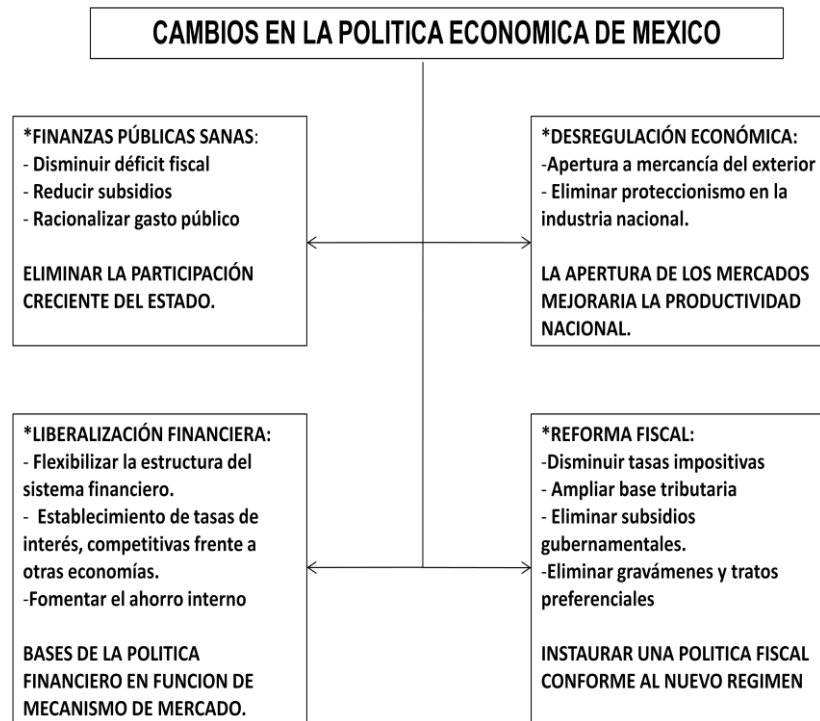 CAMBIOS EN LA POLITICA ECONOMICA DE MEXICO
*FINANZAS PÚBLICAS SANAS:
- Disminuir déficit fiscal
- Reducir subsidios
- Racionalizar gasto público
ELIMINAR LA PARTICIPACIÓN
CRECIENTE DEL ESTADO.
*DESREGULACIÓN ECONÓMICA:
-Apertura a mercancía del exterior
- Eliminar proteccionismo en la
industria nacional.
LA APERTURA DE LOS MERCADOS
MEJORARIA LA PRODUCTIVIDAD
NACIONAL.
*LIBERALIZACIÓN FINANCIERA:
- Flexibilizar la estructura del
sistema financiero.
- Establecimiento de tasas de
interés, competitivas frente a
otras economías.
-Fomentar el ahorro interno
BASES DE LA POLITICA
FINANCIERO EN FUNCION DE
MECANISMO DE MERCADO.
*REFORMA FISCAL:
-Disminuir tasas impositivas
- Ampliar base tributaria
- Eliminar subsidios
gubernamentales.
-Eliminar gravámenes y tratos
preferenciales
INSTAURAR UNA POLITICA FISCAL
CONFORME AL NUEVO REGIMEN